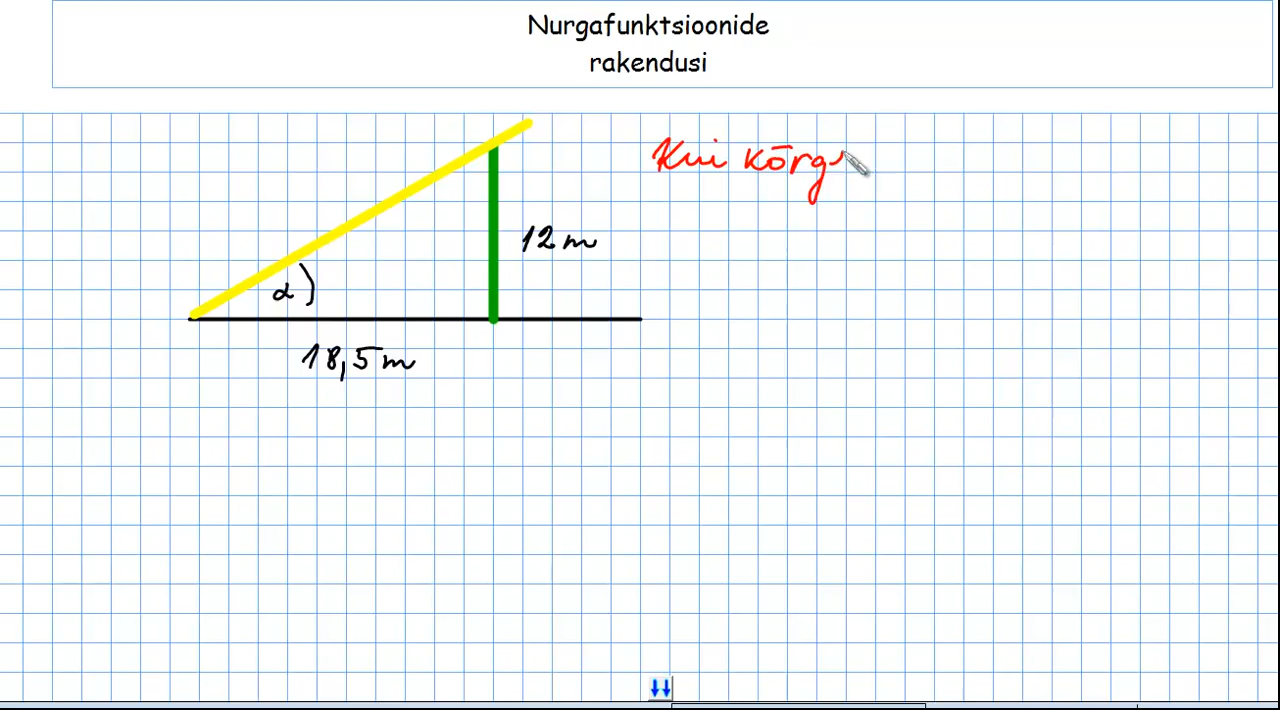 Nurgafunktsioonide
rakendusi
Kui kõrg
12 m
α
18,5 m